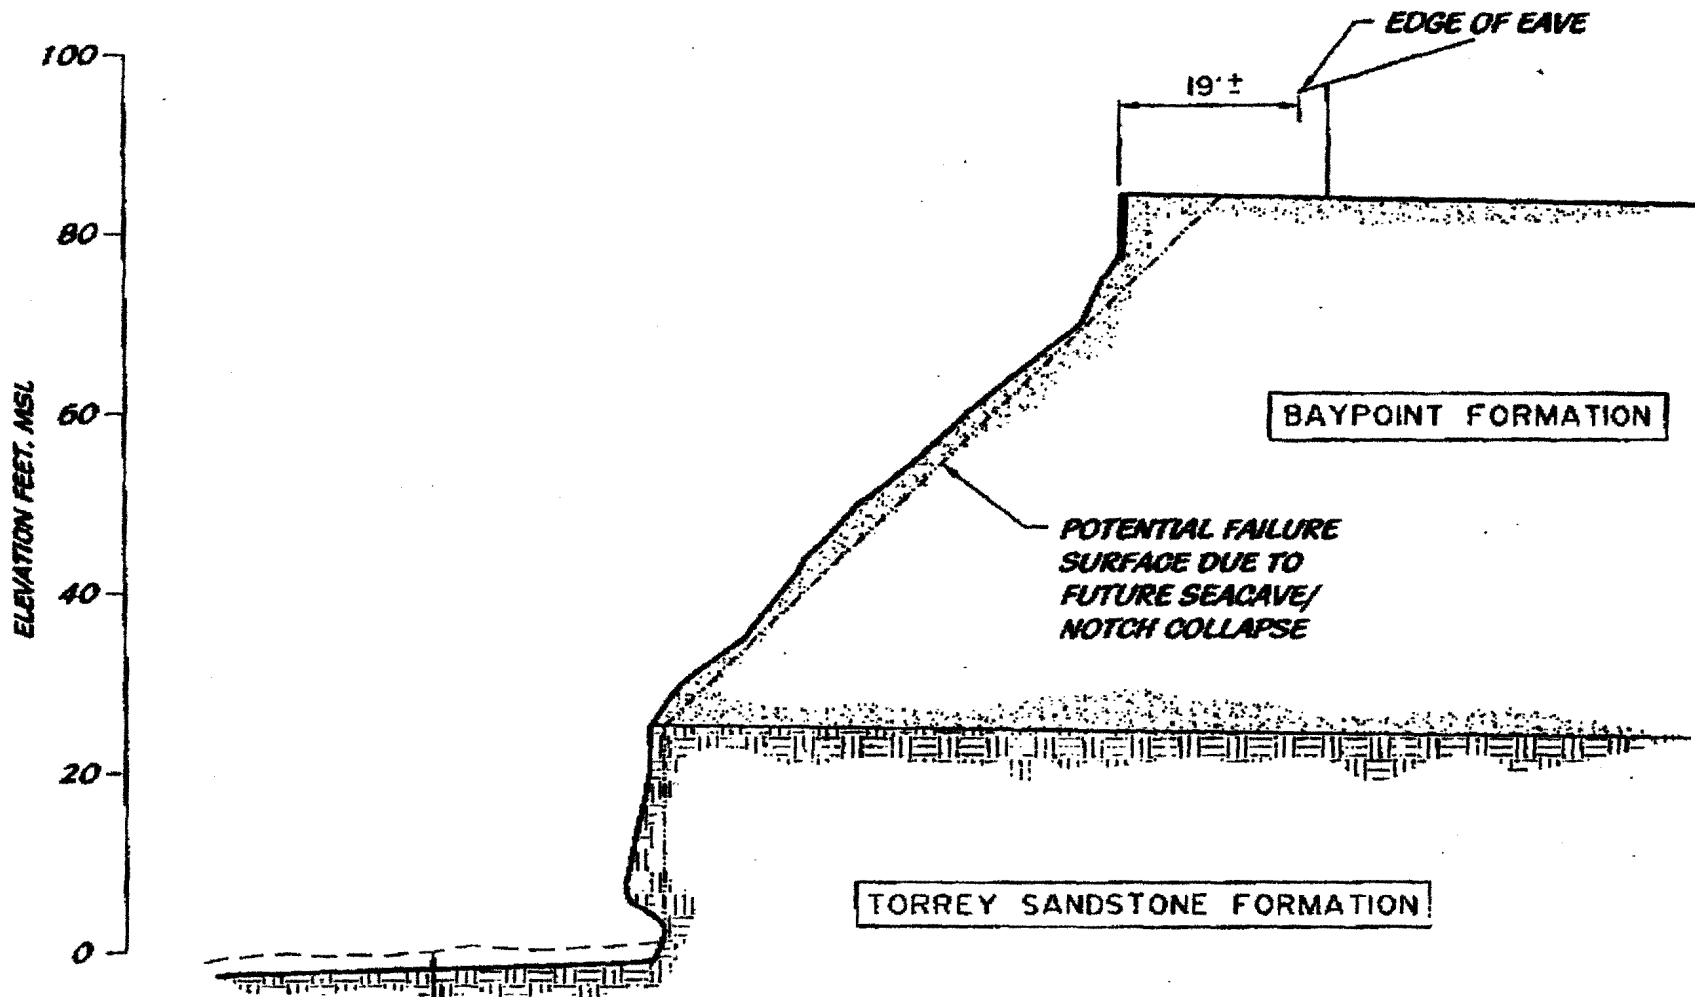 EDGE OF EAVE
100
19' ±
80
ELEVATION FEET, MSL
60
BAYPOINT FORMATION
POTENTIAL FAILURE
SURFACE DUE TO
FUTURE SEACAVE/
NOTCH COLLAPSE
40
20
TORREY SANDSTONE FORMATION
0